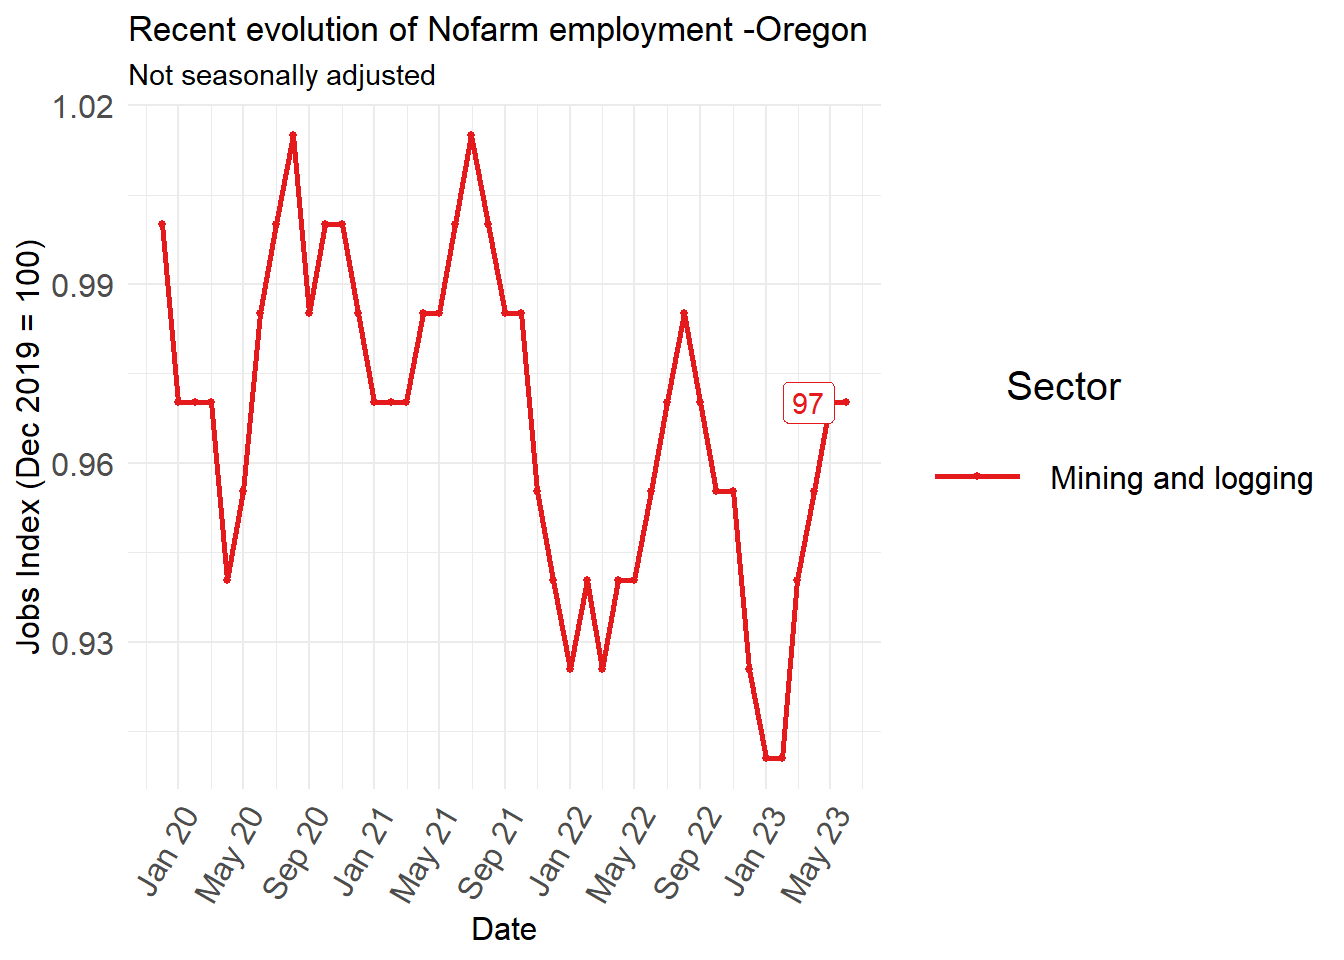 Recent evolution of Nofarm employment -Oregon
Not seasonally adjusted
Jobs Index (Dec 2019 = 100)
1.02
0.99
0.96
0.93
97
Sector
Mining and logging
Jan 20
May 20
Sep 20
Jan 21
May 21
Sep 21
Jan 22
May 22
Sep 22
Jan 23
May 23
Date